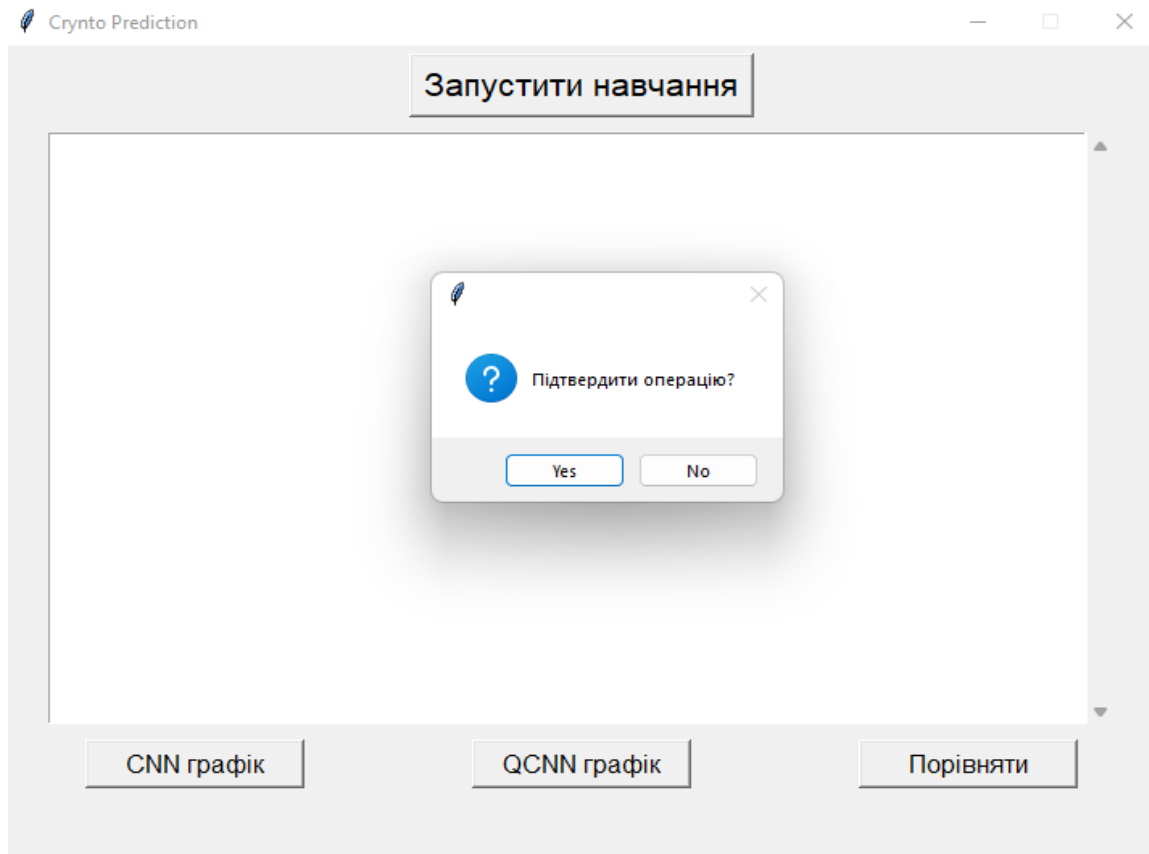 Crynto Prediction
Запустити навчання
?
Підтвердити операцію?
Yes No
CNN графік QCNN графік Порівняти